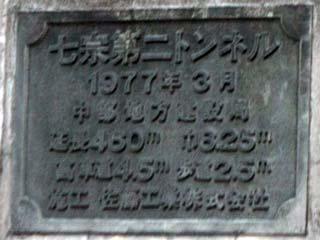 七宗第二トンネル
1977年3月
中部地方建設局
延長460m 巾8.25m
高車道4.5m 歩道2.5m
施工 佐藤工業株式会社